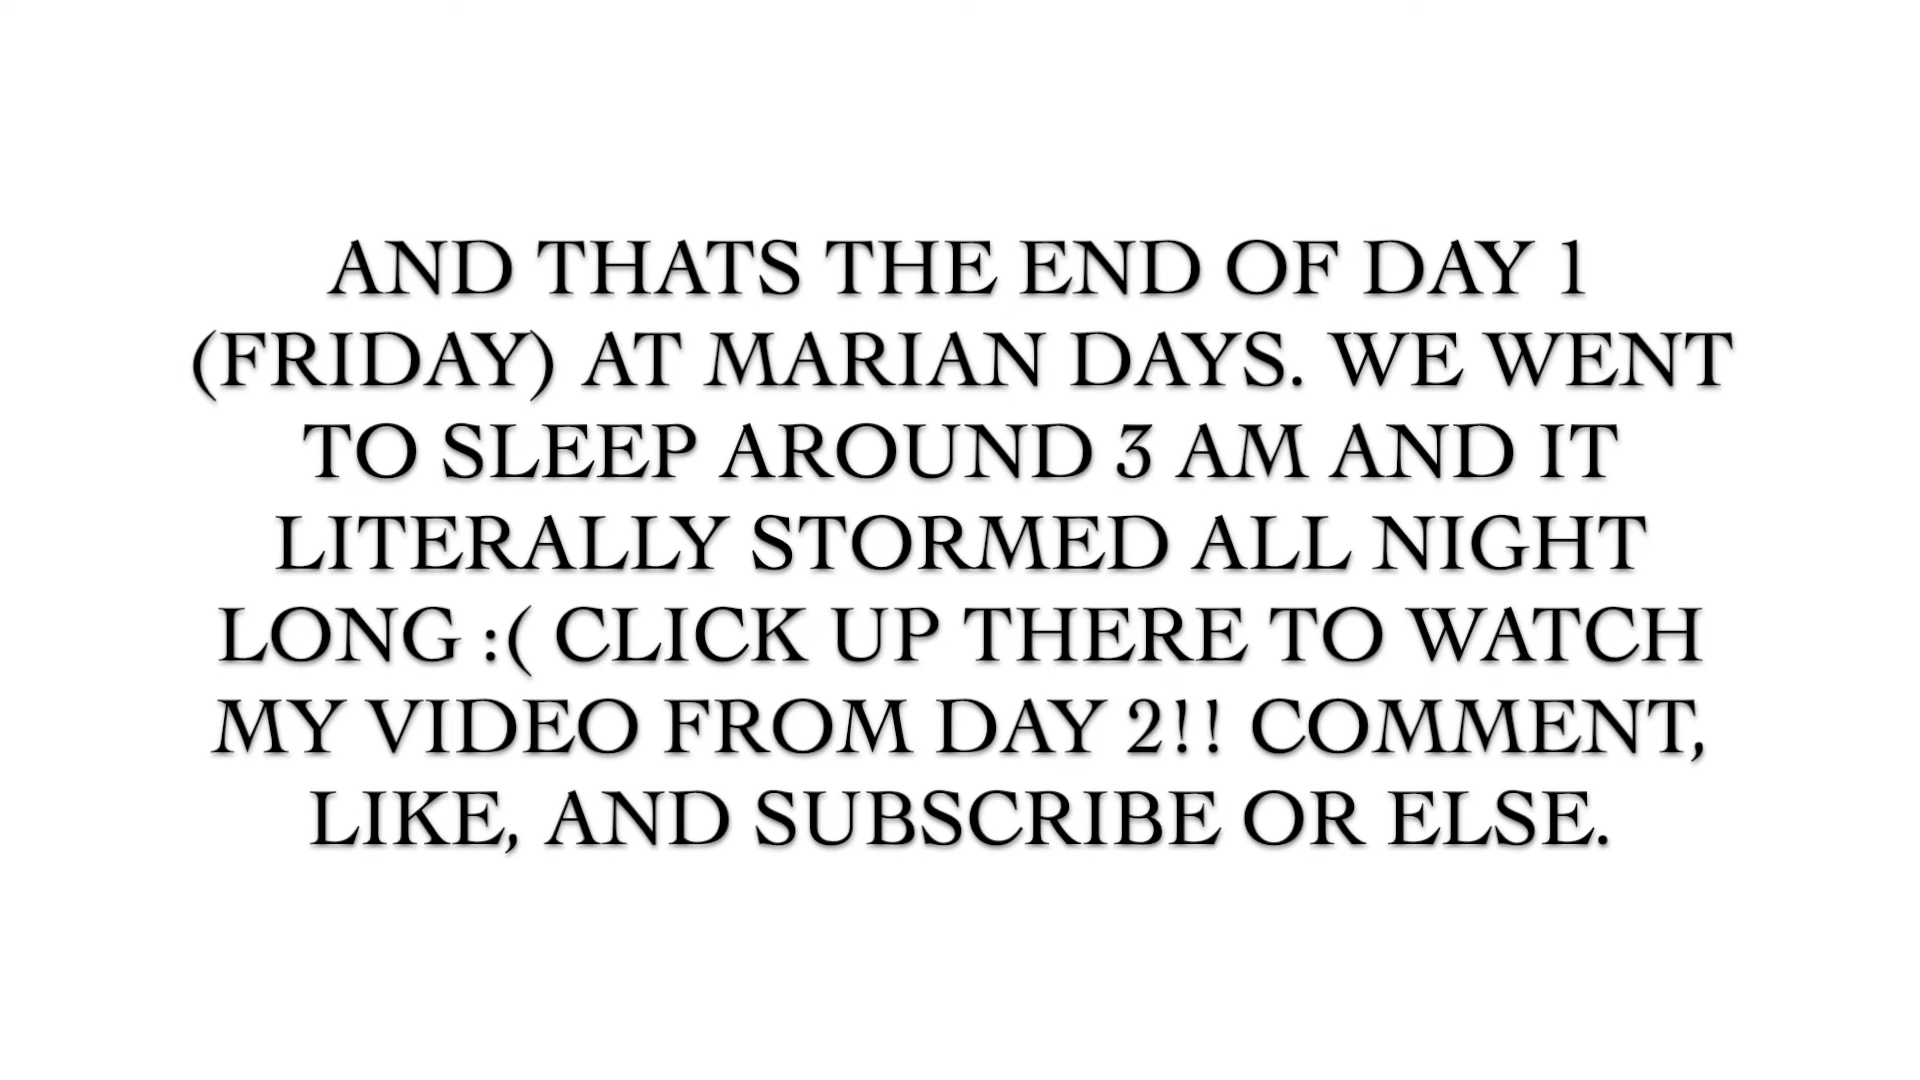 AND THATS THE END OF DAY 1
(FRIDAY) AT MARIAN DAYS. WE WENT
TO SLEEP AROUND 3 AM AND IT
LITERALLY STORMED ALL NIGHT
LONG :( CLICK UP THERE TO WATCH
MY VIDEO FROM DAY 2!! COMMENT,
LIKE, AND SUBSCRIBE OR ELSE.